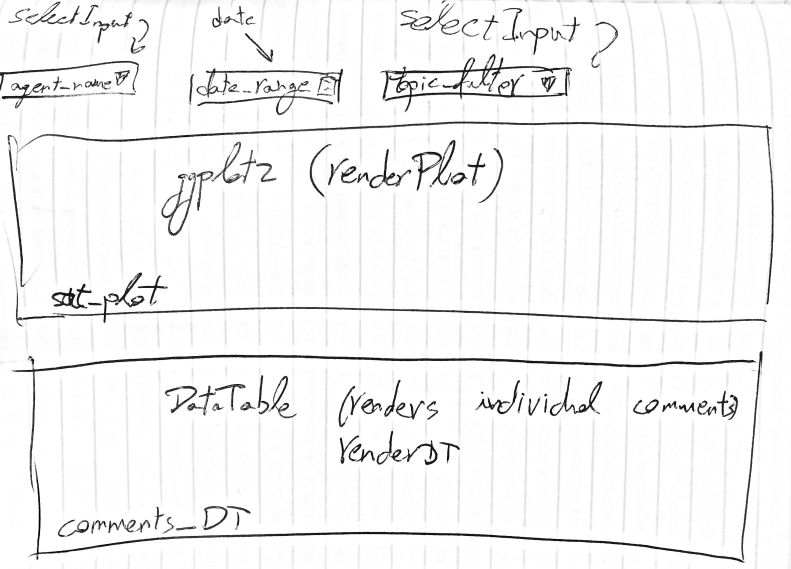 selectInput date selectInput
agent_name date_range topic_filter
ggplot2 (renderPlot)
sat_plot
DataTable (renders individual comments)
renderDT
comments_DT